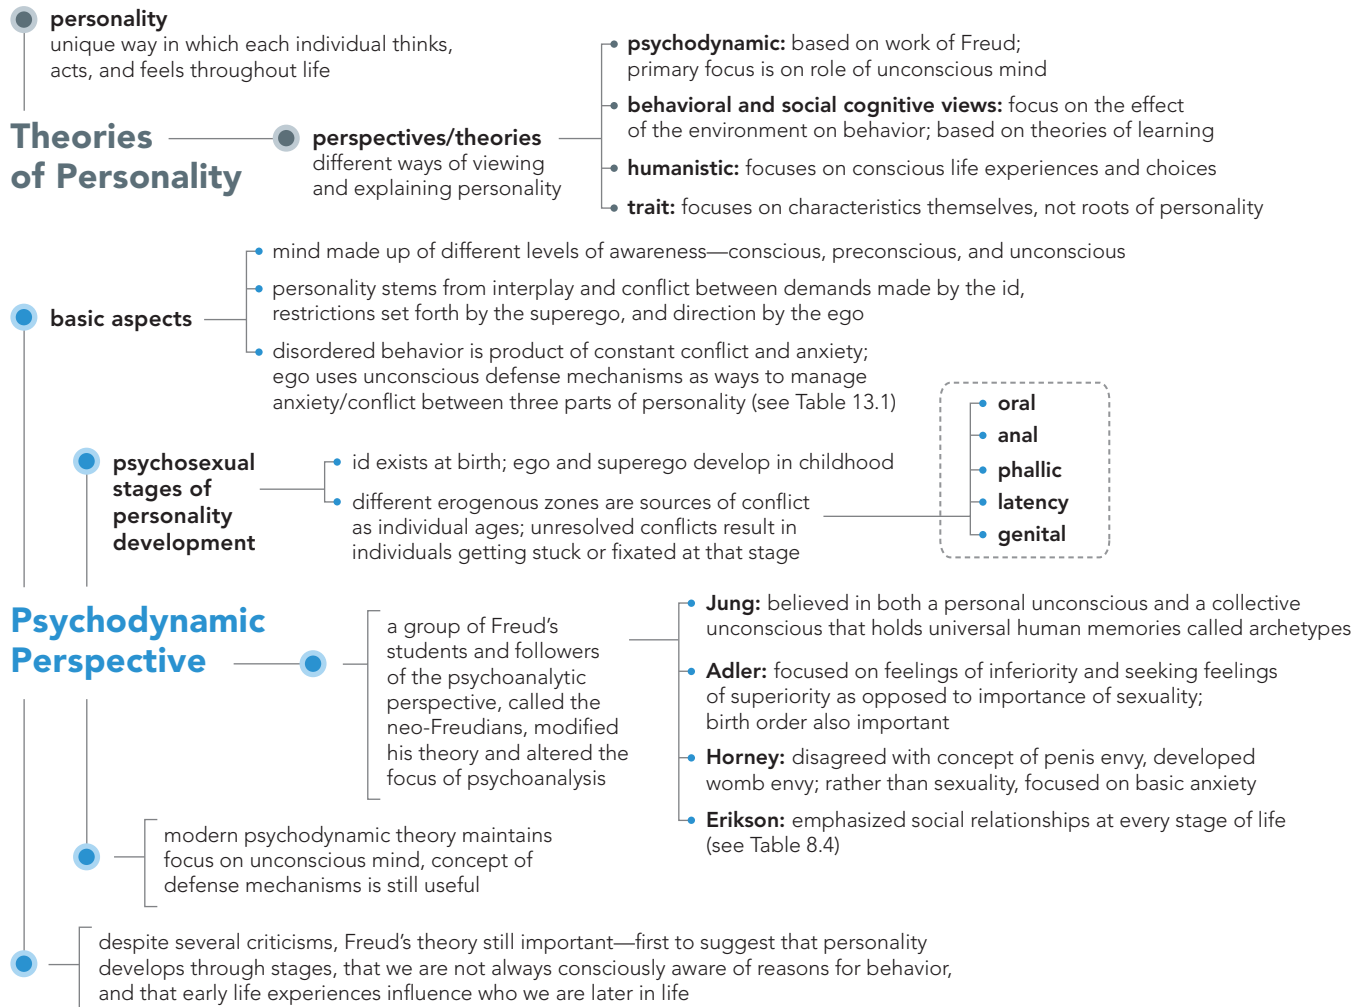 personality
unique way in which each individual thinks,
acts, and feels throughout life
Theories
of Personality
perspectives/theories
different ways of viewing
and explaining personality
psychodynamic: based on work of Freud;
primary focus is on role of unconscious mind
behavioral and social cognitive views: focus on the effect
of the environment on behavior; based on theories of learning
humanistic: focuses on conscious life experiences and choices
trait: focuses on characteristics themselves, not roots of personality
basic aspects
mind made up of different levels of awareness—conscious, preconscious, and unconscious
personality stems from interplay and conflict between demands made by the id,
restrictions set forth by the superego, and direction by the ego
disordered behavior is product of constant conflict and anxiety;
ego uses unconscious defense mechanisms as ways to manage
anxiety/conflict between three parts of personality (see Table 13.1)
psychosexual
stages of
personality
development
id exists at birth; ego and superego develop in childhood
different erogenous zones are sources of conflict
as individual ages; unresolved conflicts result in
individuals getting stuck or fixated at that stage
oral
anal
phallic
latency
genital
Psychodynamic
Perspective
a group of Freud's
students and followers
of the psychoanalytic
perspective, called the
neo-Freudians, modified
his theory and altered the
focus of psychoanalysis
Jung: believed in both a personal unconscious and a collective
unconscious that holds universal human memories called archetypes
Adler: focused on feelings of inferiority and seeking feelings
of superiority as opposed to importance of sexuality;
birth order also important
Horney: disagreed with concept of penis envy, developed
womb envy; rather than sexuality, focused on basic anxiety
Erikson: emphasized social relationships at every stage of life
(see Table 8.4)
modern psychodynamic theory maintains
focus on unconscious mind, concept of
defense mechanisms is still useful
despite several criticisms, Freud's theory still important—first to suggest that personality
develops through stages, that we are not always consciously aware of reasons for behavior,
and that early life experiences influence who we are later in life